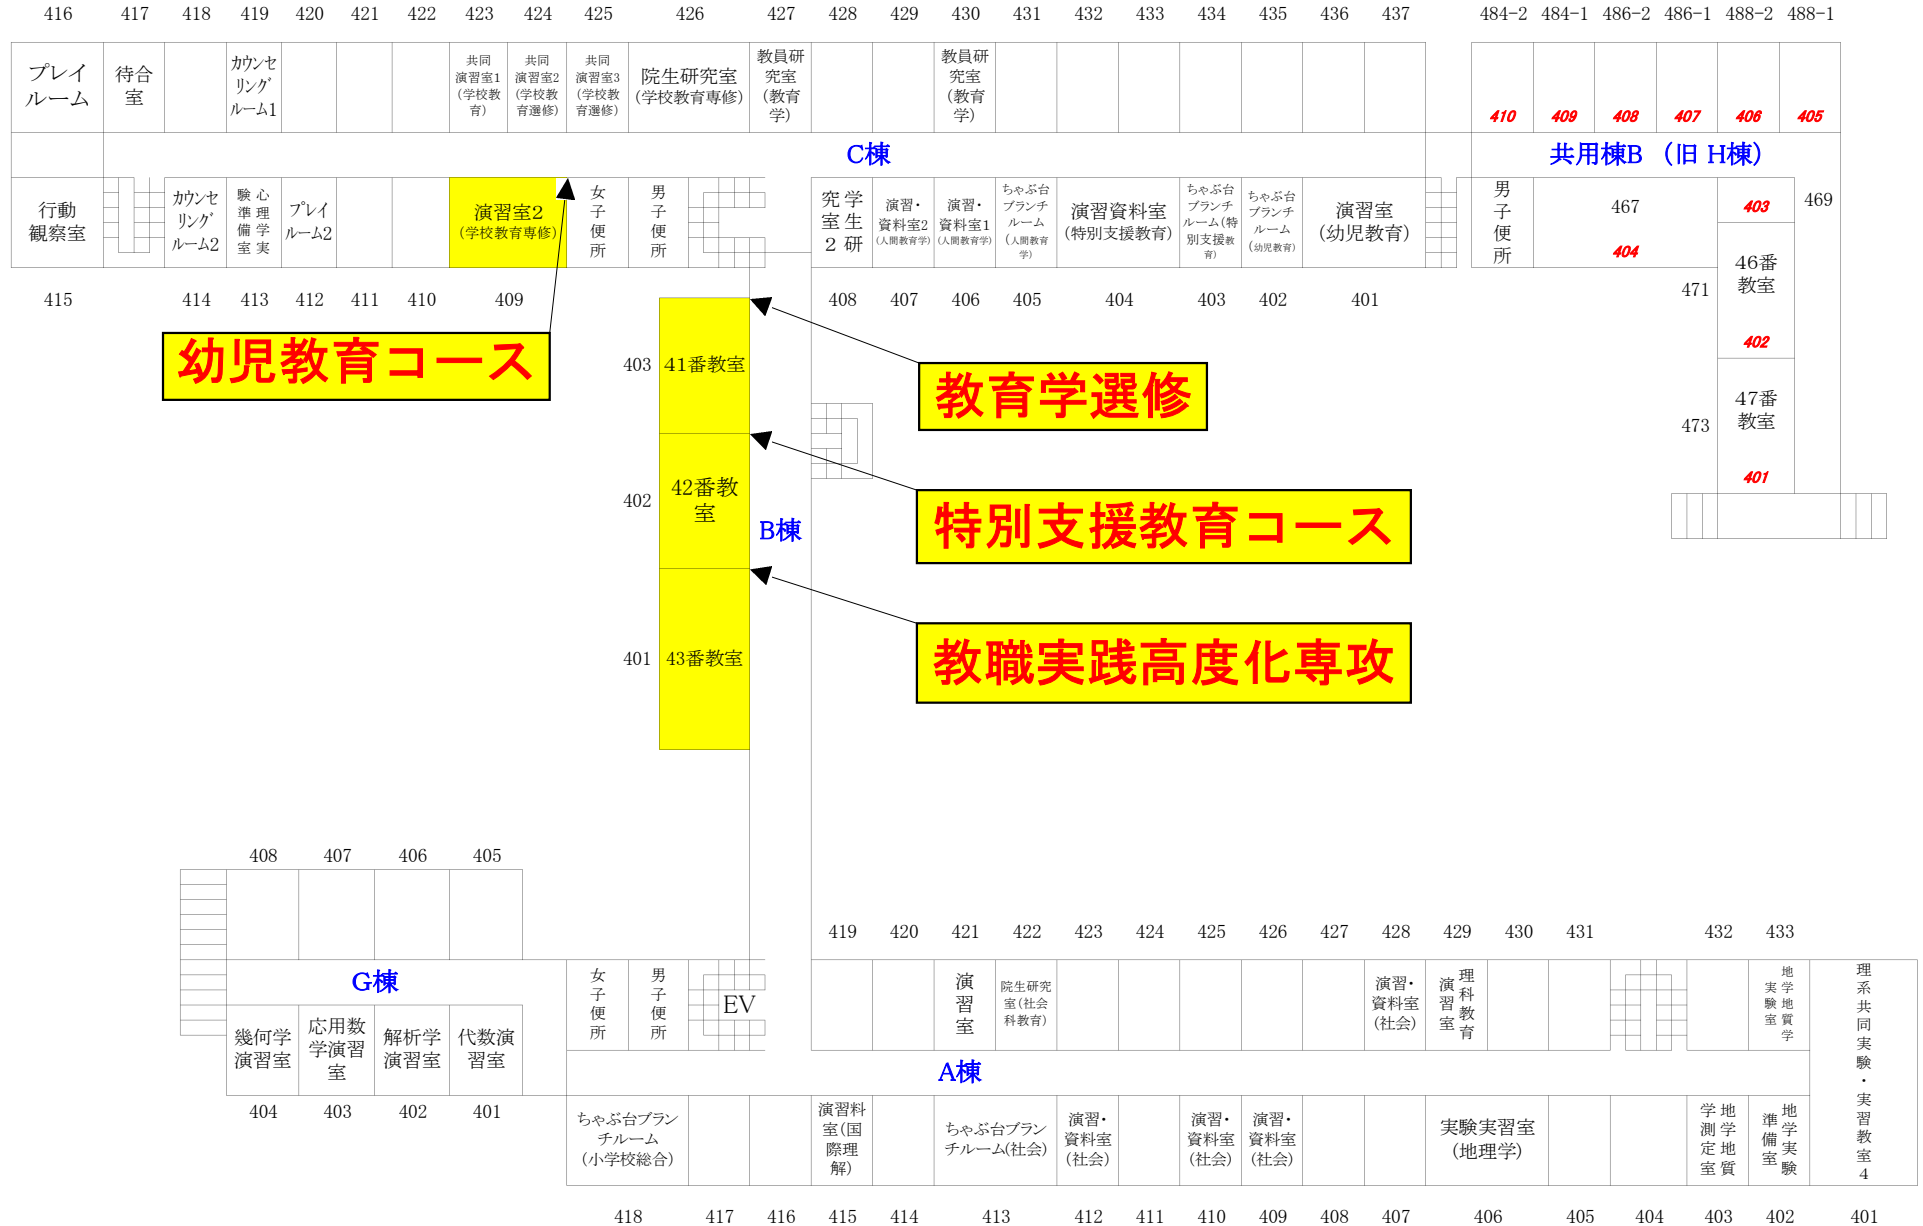 416 417 418 419 420 421 422 423 424 425 426 427 428 429 430 431 432 433 434 435 436 437 484-2 484-1 486-2 486-1 488-2 488-1
プレイ
ルーム
待合
室
カウンセ
リング
ルーム1
共同
演習室1
(学校教
育)
共同
演習室2
(学校教
育選修)
共同
演習室3
(学校教
育選修)
院生研究室
(学校教育専修)
教員研
究室
(教育
学)
教員研
究室
(教育
学)
410 409 408 407 406 405
C棟
共用棟B (旧 H棟)
行動
観察室
カウンセ
リング
ルーム2
心理学実
験準備室
プレイ
ルーム2
演習室2
(学校教育専修)
女子便所
男子便所
学生研
究室2
演習・
資料室2
(人間教育学)
演習・
資料室1
(人間教育学)
ちゃぶ台
ブランチ
ルーム
(人間教育
学)
演習資料室
(特別支援教育)
ちゃぶ台
ブランチ
ルーム(特
別支援教
育)
ちゃぶ台
ブランチ
ルーム
(幼児教育)
演習室
(幼児教育)
男子便所
467
404
403
469
46番
教室
402
471
47番
教室
401
473
415 414 413 412 411 410 409 408 407 406 405 404 403 402 401
幼児教育コース
403 41番教室
教育学選修
402 42番教
室
B棟
特別支援教育コース
401 43番教室
教職実践高度化専攻
408 407 406 405
G棟
幾何学
演習室
応用数
学演習
室
解析学
演習室
代数演
習室
404 403 402 401
419 420 421 422 423 424 425 426 427 428 429 430 431 432 433
女子便所
男子便所
EV
演習室
院生研究
室(社会
科教育)
演習・
資料室
(社会)
理科教育
演習室
地学地質学
実験室
理系共同実験・実習教室4
A棟
ちゃぶ台ブラン
チルーム
(小学校総合)
演習料
室(国
際理
解)
ちゃぶ台ブラン
チルーム(社会)
演習・
資料室
(社会)
演習・
資料室
(社会)
演習・
資料室
(社会)
実験実習室
(地理学)
地学地質
学測定室
地学実験
準備室
418 417 416 415 414 413 412 411 410 409 408 407 406 405 404 403 402 401